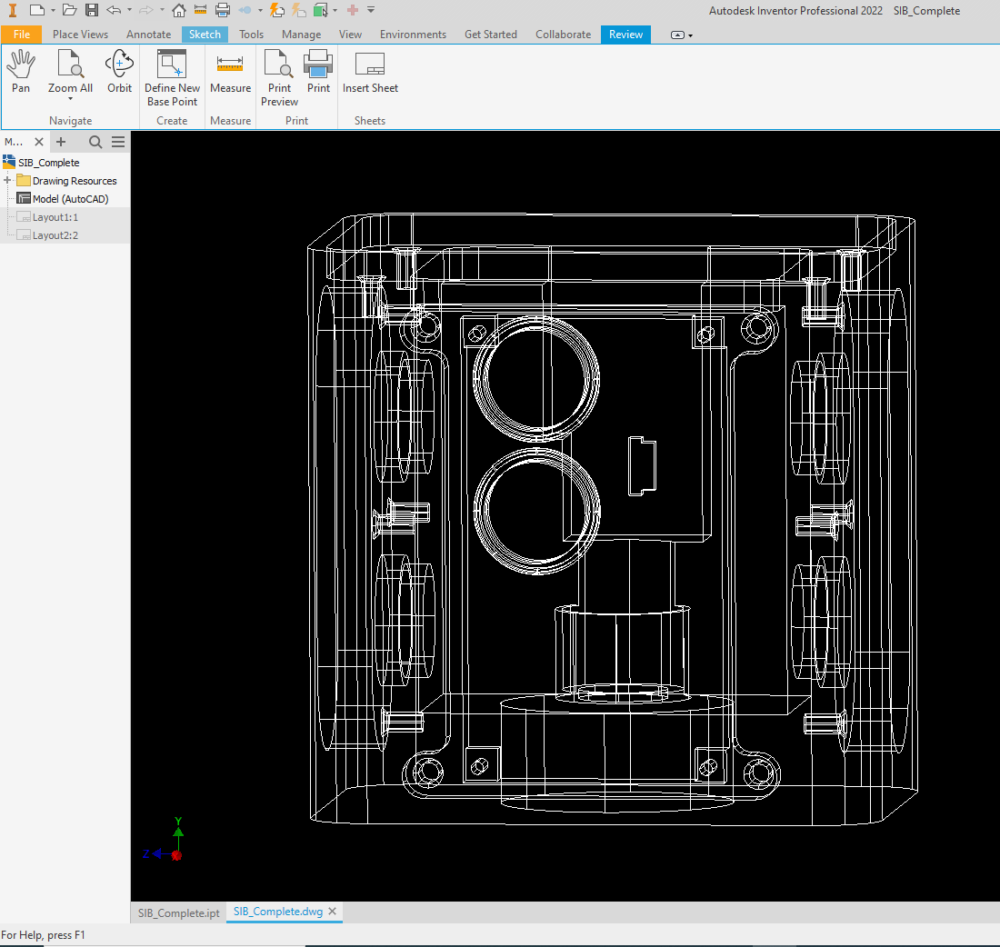 Autodesk Inventor Professional 2022 SIB_Complete
File Place Views Annotate Sketch Tools Manage View Environments Get Started Collaborate Review
Pan Zoom All Orbit Define New Base Point Measure Print Preview Print Insert Sheet
Navigate Create Measure Print Sheets
M...
SIB_Complete
Drawing Resources
Model (AutoCAD)
Layout1:1
Layout2:2
Y
Z
SIB_Complete.ipt SIB_Complete.dwg
For Help, press F1